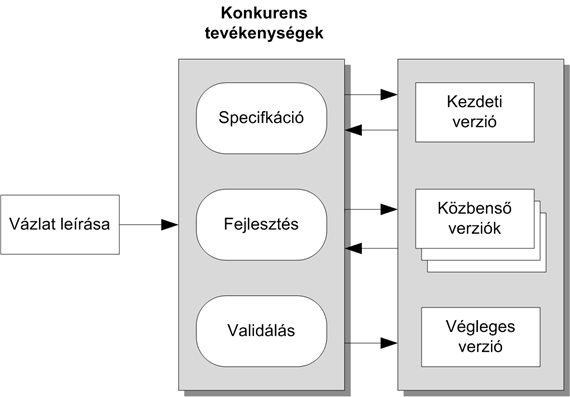 Konkurens
tevékenységek
Specifkáció
Kezdeti
verzió
Vázlat leírása
Fejlesztés
Közbenső
verziók
Validálás
Végleges
verzió